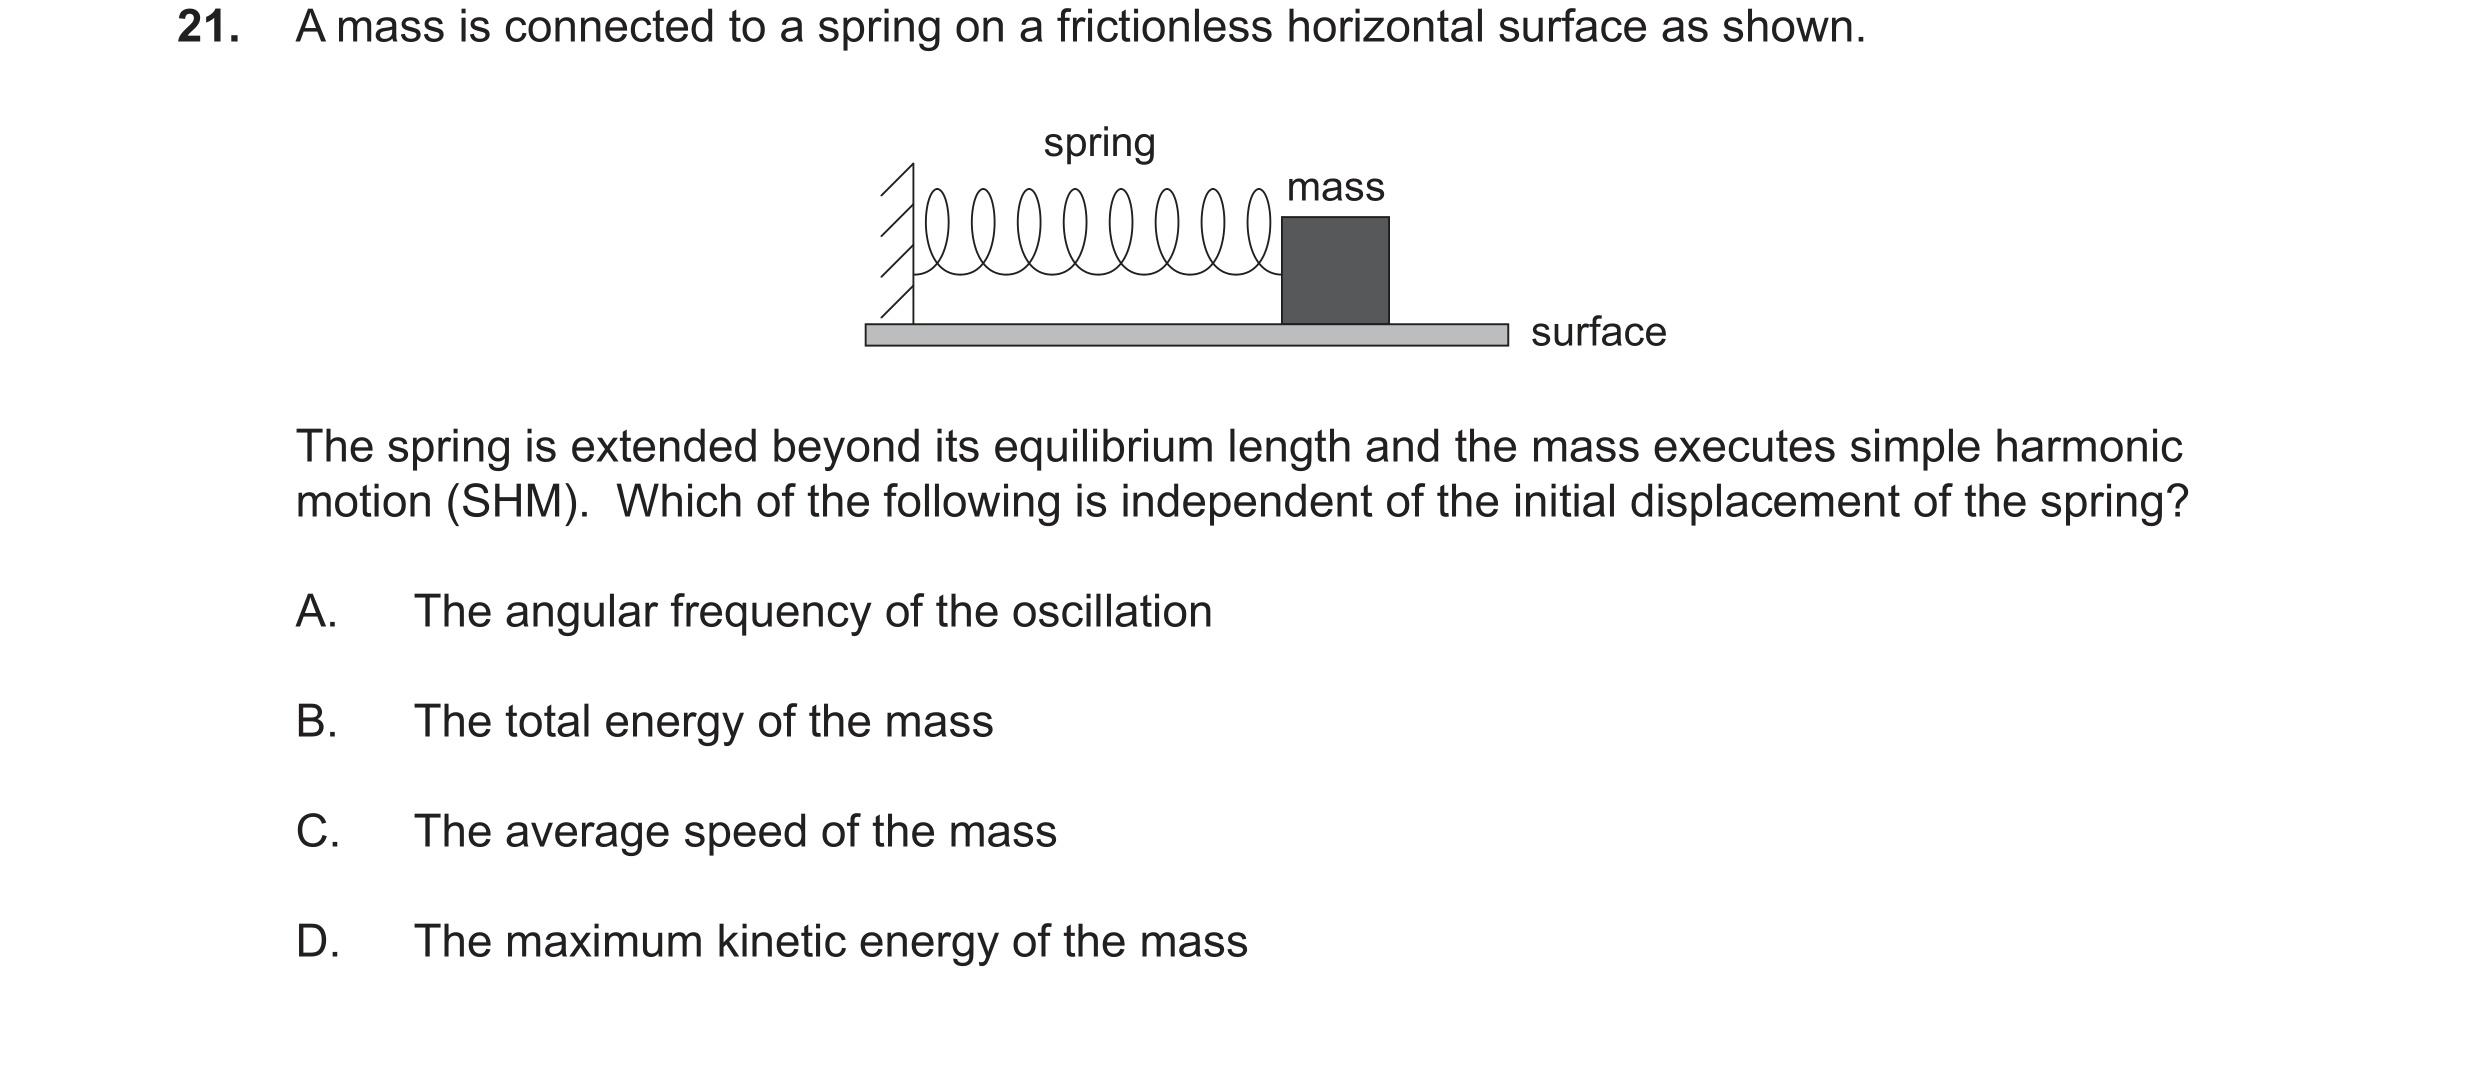 21. A mass is connected to a spring on a frictionless horizontal surface as shown.
spring
mass
surface
The spring is extended beyond its equilibrium length and the mass executes simple harmonic
motion (SHM). Which of the following is independent of the initial displacement of the spring?
A. The angular frequency of the oscillation
B. The total energy of the mass
C. The average speed of the mass
D. The maximum kinetic energy of the mass